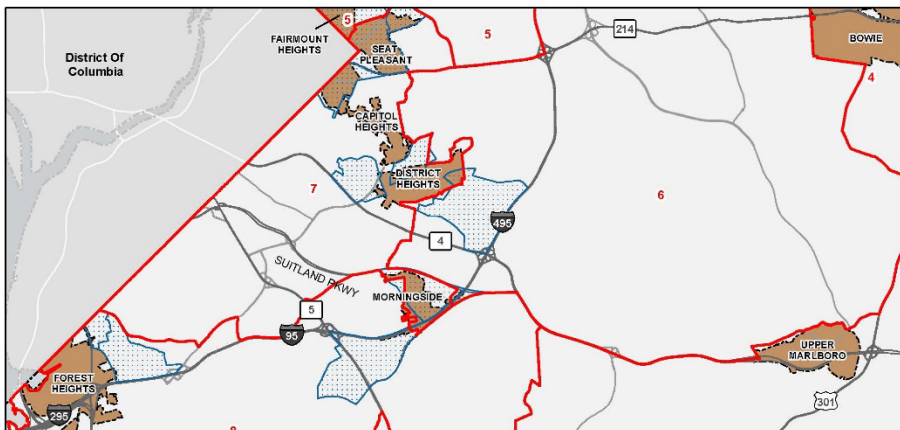 5
FAIRMOUNT
HEIGHTS
SEAT
PLEASANT
5
214
BOWIE
District Of
Columbia
4
CAPITOL
HEIGHTS
DISTRICT
HEIGHTS
7
6
495
4
SUITLAND PKWY
MORNINGSIDE
5
95
UPPER
MARLBORO
FOREST
HEIGHTS
295
301